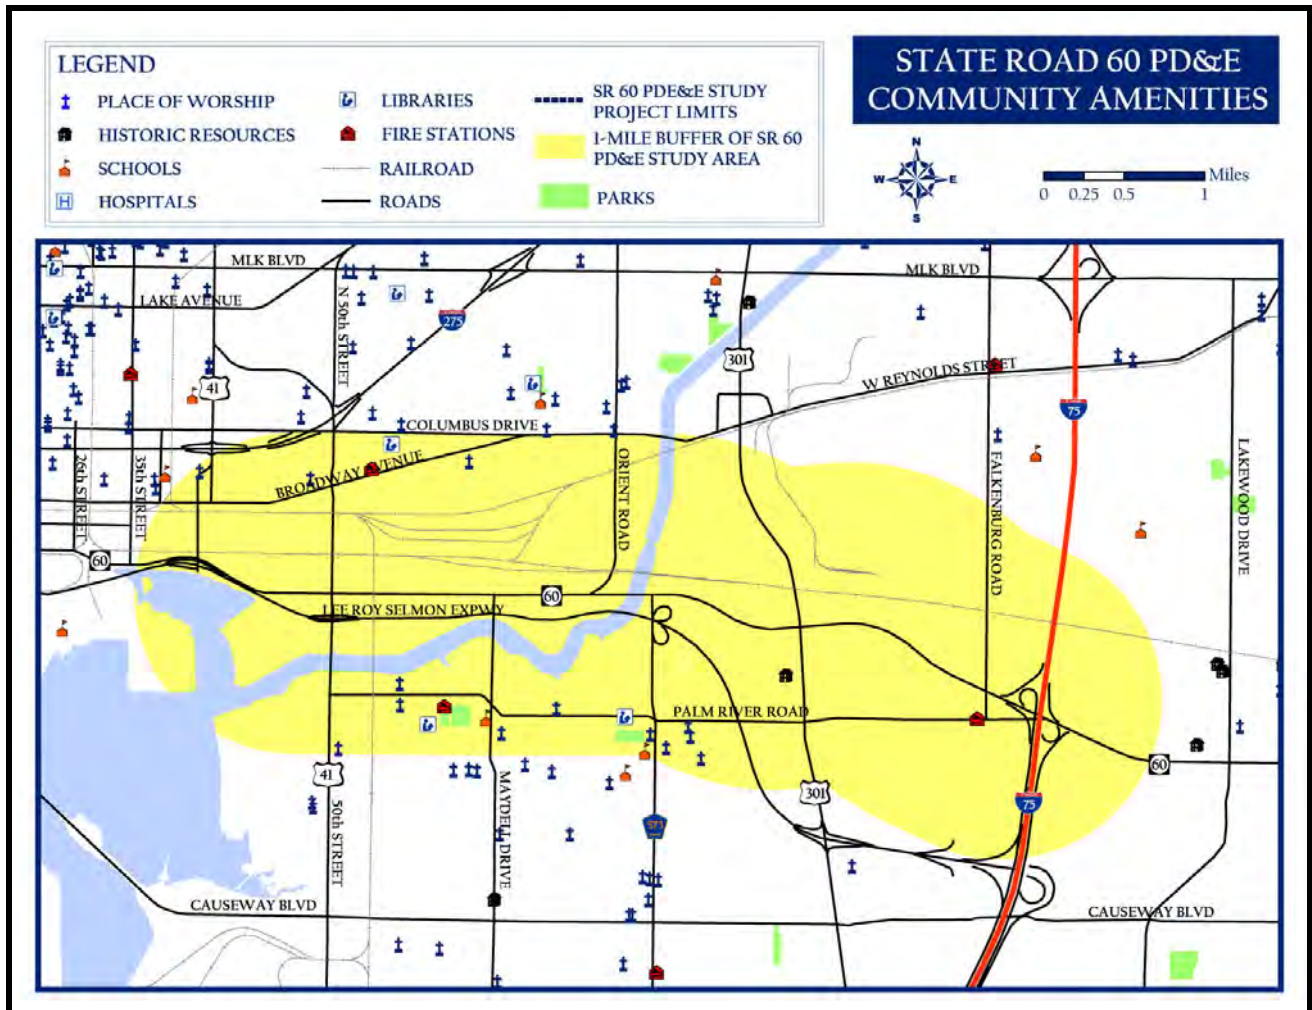 LEGEND
PLACE OF WORSHIP
HISTORIC RESOURCES
SCHOOLS
H HOSPITALS
LIBRARIES
FIRE STATIONS
RAILROAD
ROADS
SR 60 PDE&E STUDY
PROJECT LIMITS
1-MILE BUFFER OF SR 60
PD&E STUDY AREA
PARKS
STATE ROAD 60 PD&E
COMMUNITY AMENITIES
N
W E
S
Miles
0 0.25 0.5 1
MLK BLVD
MLK BLVD
LAKE AVENUE
N 50th STREET
275
41
301
W REYNOLDS STREET
75
COLUMBUS DRIVE
BROADWAY AVENUE
26th STREET
35th STREET
ORIENT ROAD
FALKENBURG ROAD
LAKEWOOD DRIVE
60
60
LEE ROY SELMON EXPWY
PALM RIVER ROAD
41
50th STREET
MAYDELL DRIVE
573
301
75
60
CAUSEWAY BLVD
CAUSEWAY BLVD